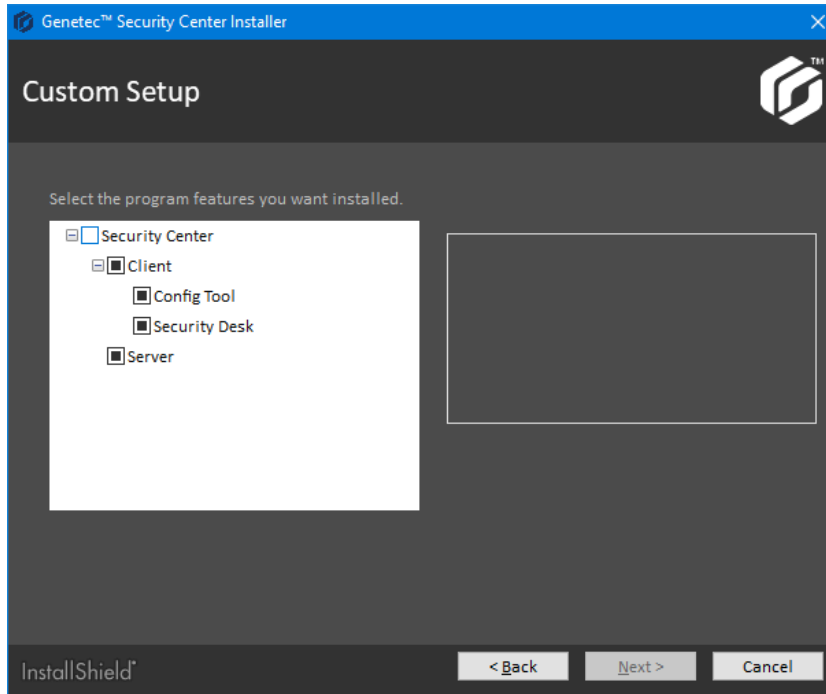 Genetec™ Security Center Installer
Custom Setup
TM
Select the program features you want installed.
Security Center
Client
Config Tool
Security Desk
Server
InstallShield®
< Back
Next >
Cancel